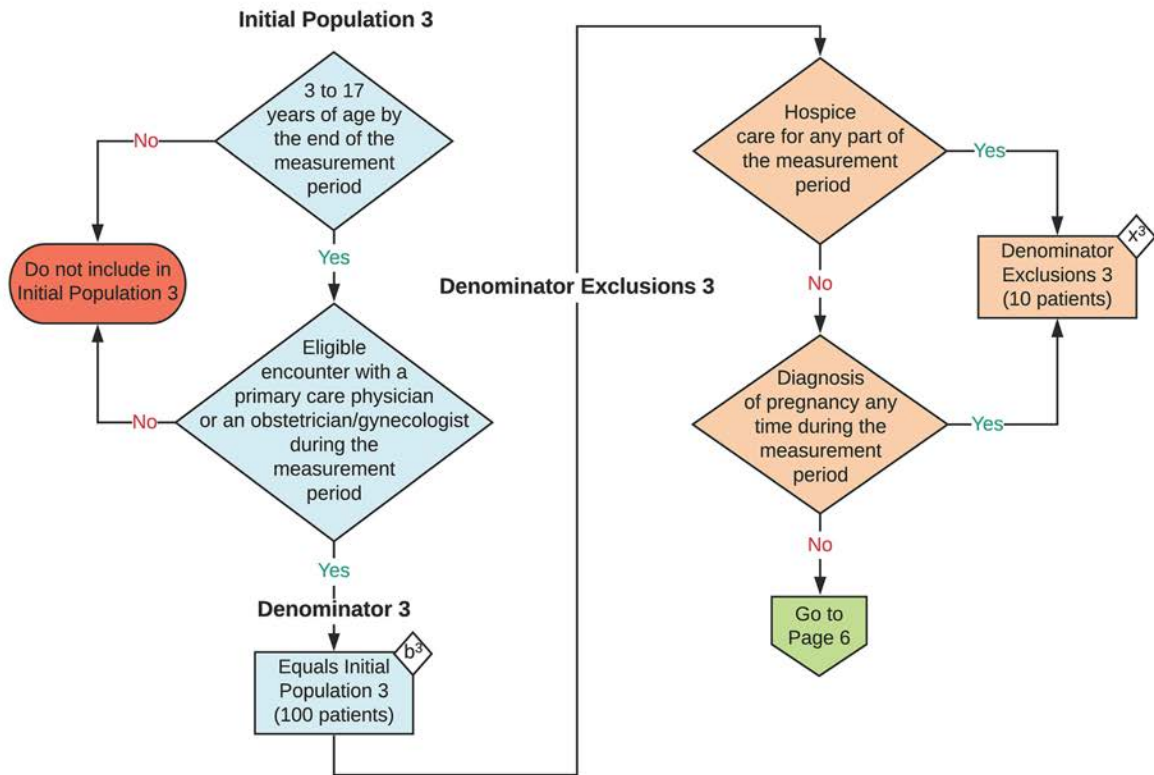 Initial Population 3
3 to 17
years of age by
the end of the
measurement
period
No
Yes
Do not include in
Initial Population 3
Eligible
encounter with a
primary care physician
or an obstetrician/gynecologist
during the
measurement
period
No
Yes
Denominator 3
b³
Equals Initial
Population 3
(100 patients)
Denominator Exclusions 3
Hospice
care for any part of
the measurement
period
Yes
No
x³
Denominator
Exclusions 3
(10 patients)
Diagnosis
of pregnancy any
time during the
measurement
period
Yes
No
Go to
Page 6